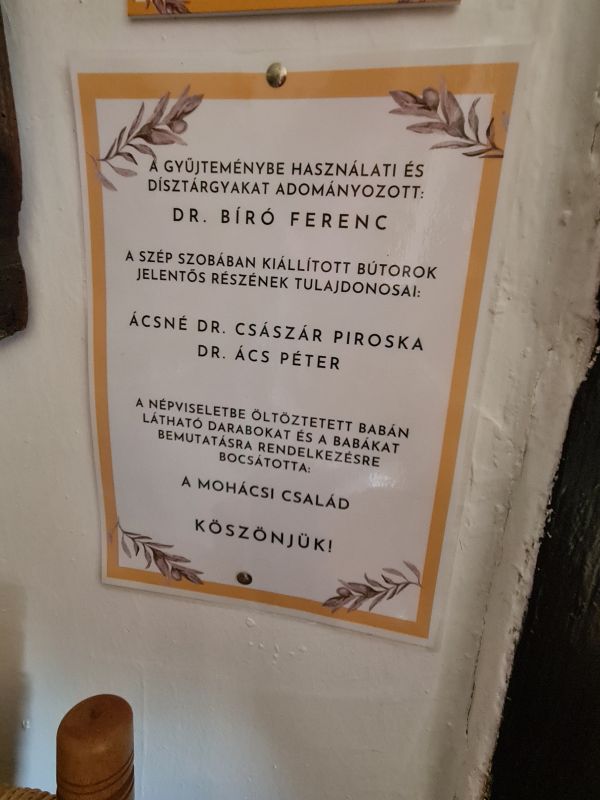 A GYŰJTEMÉNYBE HASZNÁLATI ÉS
DÍSZTÁRGYAKAT ADOMÁNYOZOTT:
DR. BÍRÓ FERENC
A SZÉP SZOBÁBAN KIÁLLÍTOTT BÚTOROK
JELENTŐS RÉSZÉNEK TULAJDONOSAI:
ÁCSNÉ DR. CSÁSZÁR PIROSKA
DR. ÁCS PÉTER
A NÉPVISELETBE ÖLTÖZTETETT BABÁN
LÁTHATÓ DARABOKAT ÉS A BABÁKAT
BEMUTATÁSRA RENDELKEZÉSRE
BOCSÁTOTTA:
A MOHÁCSI CSALÁD
KÖSZÖNJÜK!